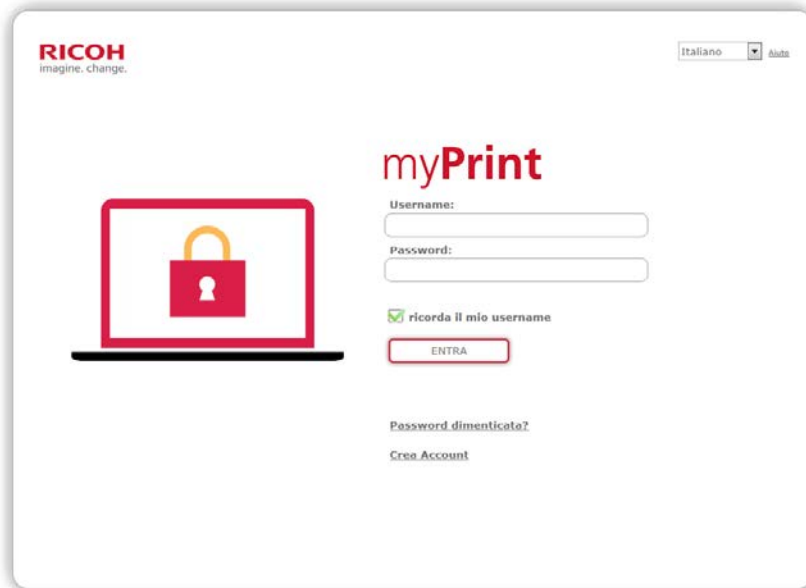 RICOH
imagine. change.
Italiano
Aiuto
myPrint
Username:
Password:
ricorda il mio username
ENTRA
Password dimenticata?
Crea Account